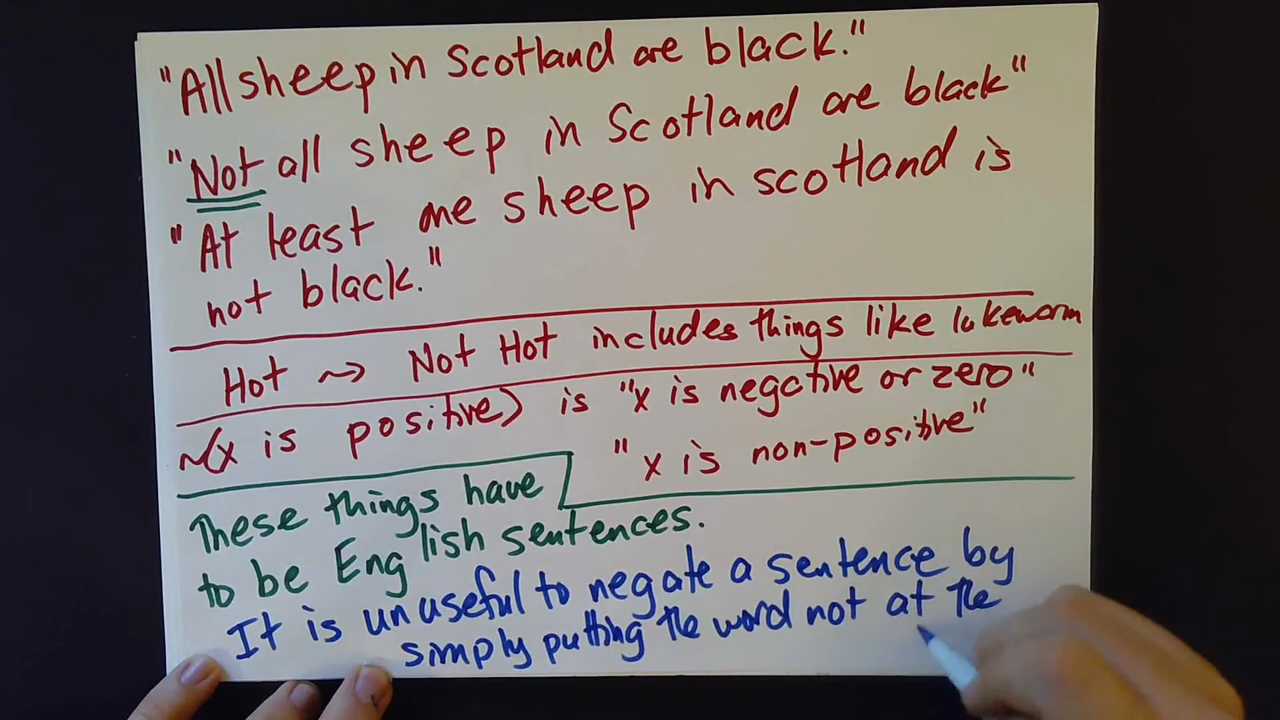 "All sheep in Scotland are black."
"Not all sheep in Scotland are black"
"At least one sheep in scotland is
not black."
Hot ⇝ Not Hot includes things like lukewarm
~(x is positive) is "x is negative or zero"
"x is non-positive"
These things have
to be English sentences.
It is unuseful to negate a sentence by
simply putting the word not at the